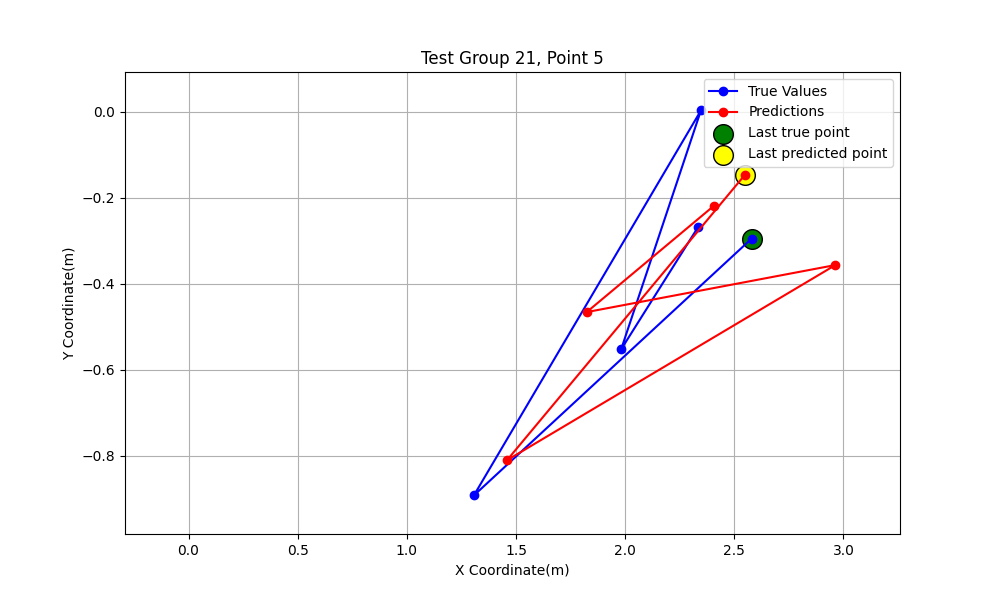 Test Group 21, Point 5
True Values
Predictions
Last true point
Last predicted point
0.0
−0.2
−0.4
−0.6
−0.8
Y Coordinate(m)
0.0 0.5 1.0 1.5 2.0 2.5 3.0
X Coordinate(m)